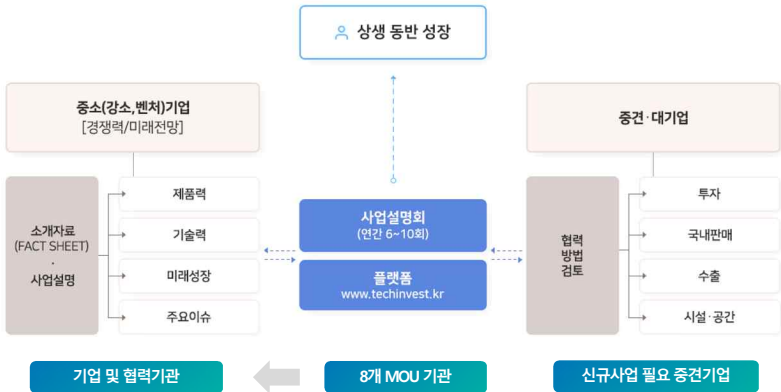 상생 동반 성장
중소(강소,벤처)기업
[경쟁력/미래전망]
소개자료
(FACT SHEET)
·
사업설명
제품력
기술력
미래성장
주요이슈
사업설명회
(연간 6~10회)
플랫폼
www.techinvest.kr
중견·대기업
협력
방법
검토
투자
국내판매
수출
시설·공간
기업 및 협력기관
8개 MOU 기관
신규사업 필요 중견기업